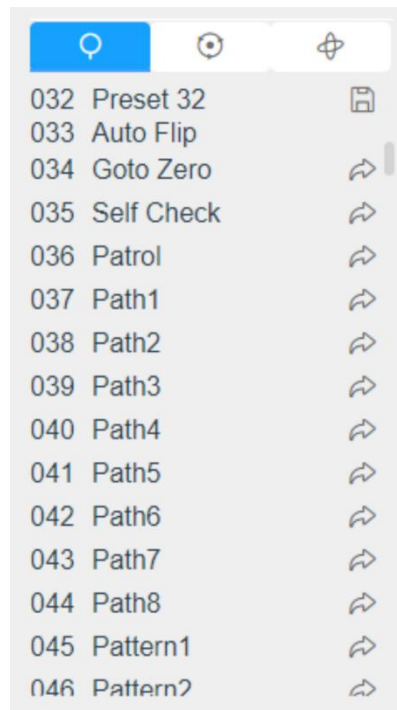 032 Preset 32
033 Auto Flip
034 Goto Zero
035 Self Check
036 Patrol
037 Path1
038 Path2
039 Path3
040 Path4
041 Path5
042 Path6
043 Path7
044 Path8
045 Pattern1
046 Pattern2